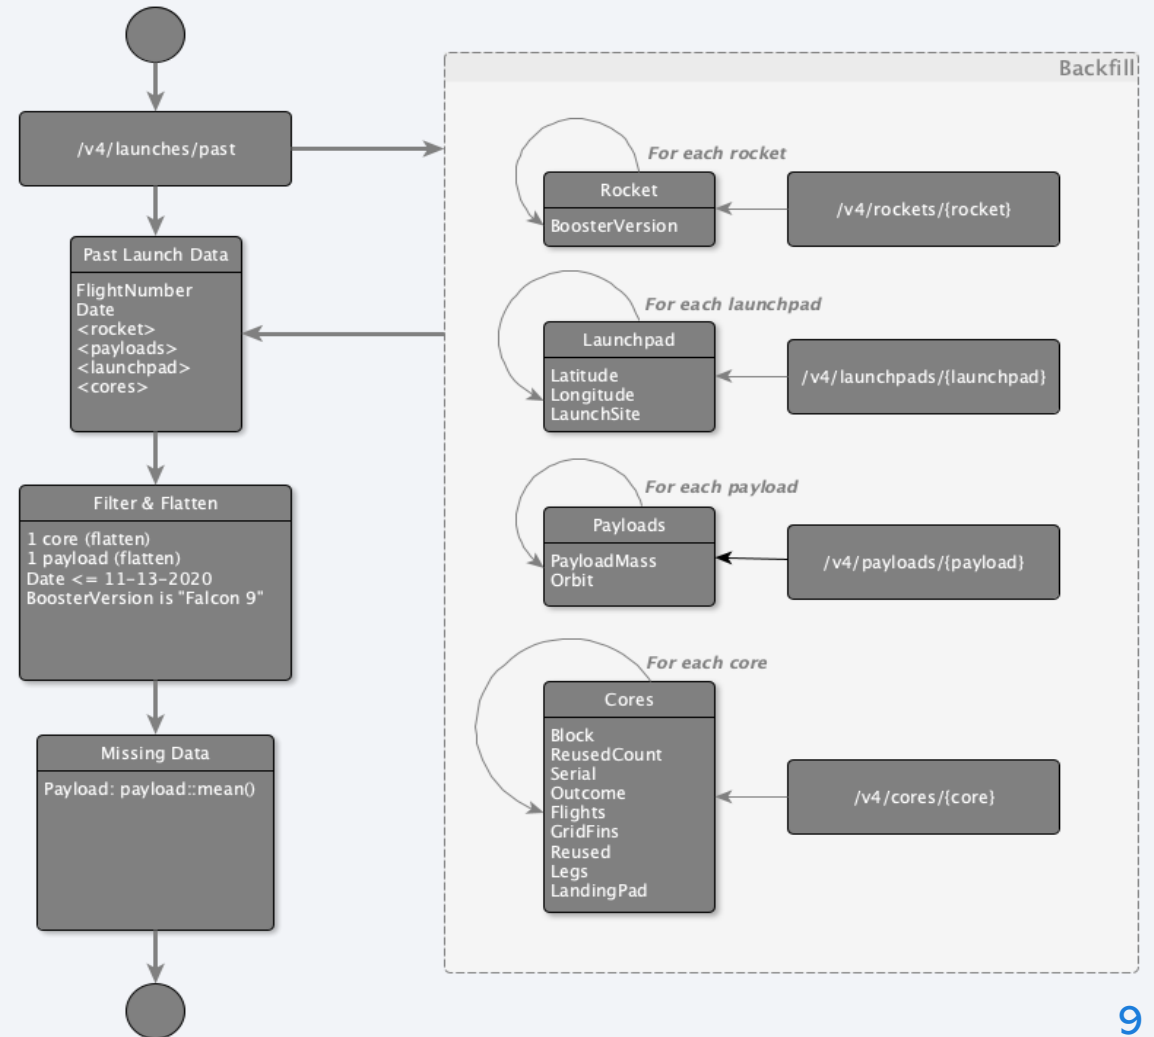 /v4/launches/past
Past Launch Data
FlightNumber
Date
<rocket>
<payloads>
<launchpad>
<cores>
Filter & Flatten
1 core (flatten)
1 payload (flatten)
Date <= 11-13-2020
BoosterVersion is "Falcon 9"
Missing Data
Payload: payload::mean()
Backfill
For each rocket
Rocket
BoosterVersion
/v4/rockets/{rocket}
For each launchpad
Launchpad
Latitude
Longitude
LaunchSite
/v4/launchpads/{launchpad}
For each payload
Payloads
PayloadMass
Orbit
/v4/payloads/{payload}
For each core
Cores
Block
ReusedCount
Serial
Outcome
Flights
GridFins
Reused
Legs
LandingPad
/v4/cores/{core}
9